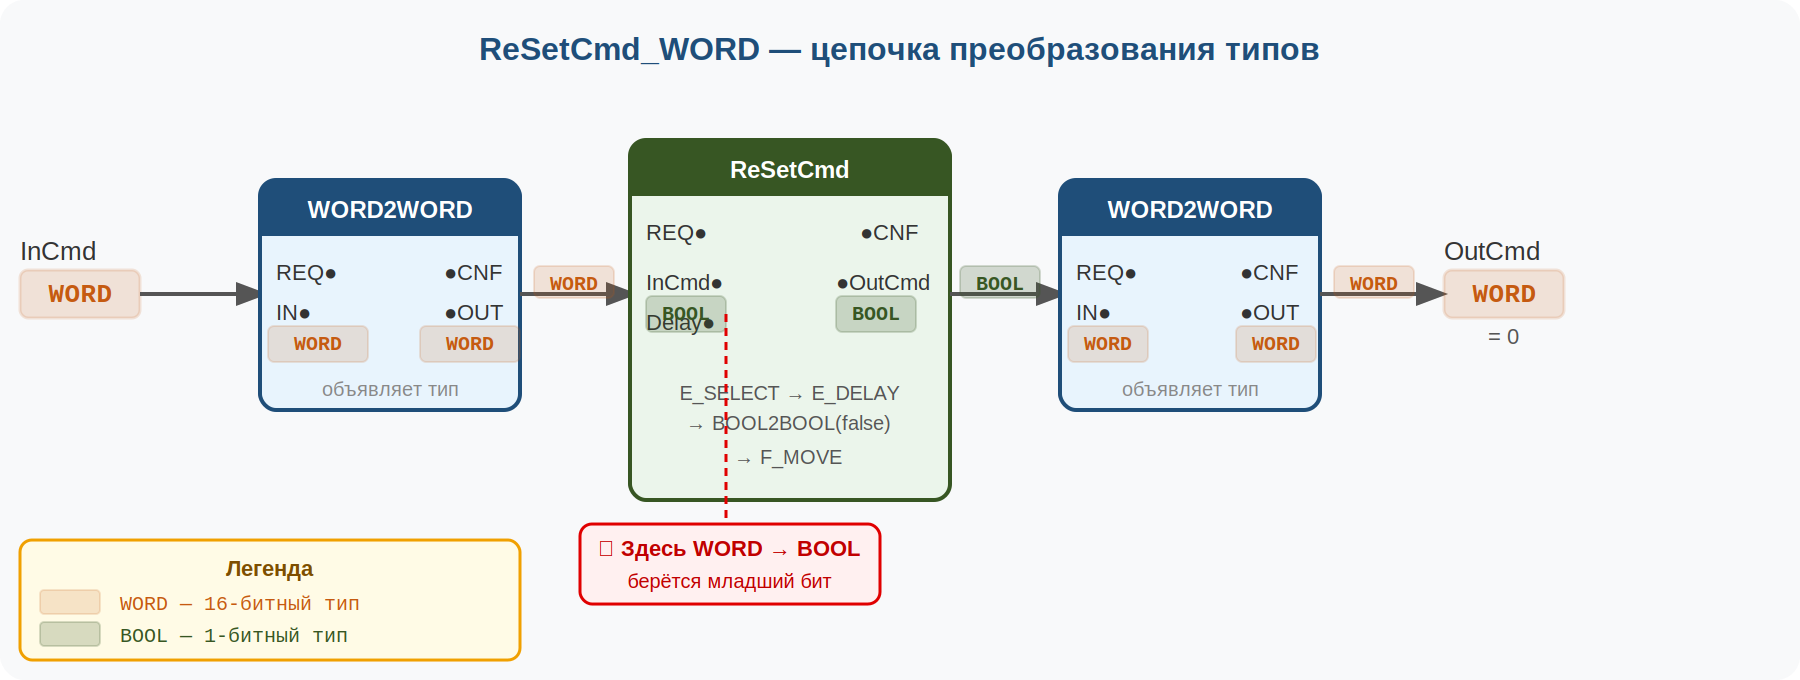 ReSetCmd_WORD — цепочка преобразования типов
InCmd
WORD
WORD2WORD
REQ● ●CNF
IN● ●OUT
WORD WORD
объявляет тип
WORD
ReSetCmd
REQ● ●CNF
InCmd● ●OutCmd
BOOL BOOL
Delay●
E_SELECT → E_DELAY
→ BOOL2BOOL(false)
→ F_MOVE
BOOL
WORD2WORD
REQ● ●CNF
IN● ●OUT
WORD WORD
объявляет тип
WORD
OutCmd
WORD
= 0
Здесь WORD → BOOL
берётся младший бит
Легенда
WORD — 16-битный тип
BOOL — 1-битный тип